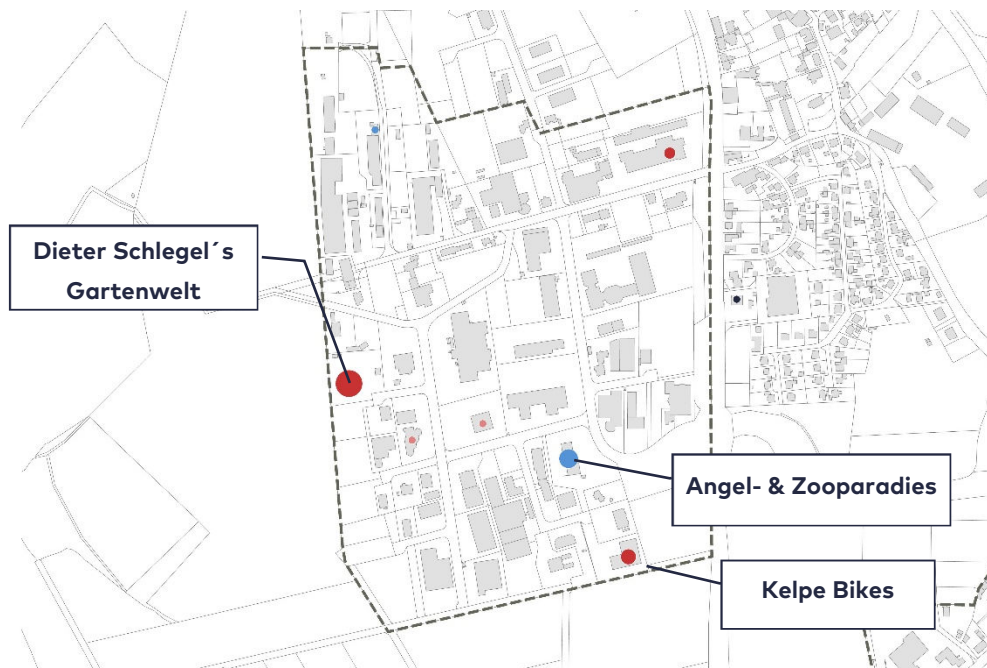 Dieter Schlegel´s
Gartenwelt
Angel- & Zooparadies
Kelpe Bikes